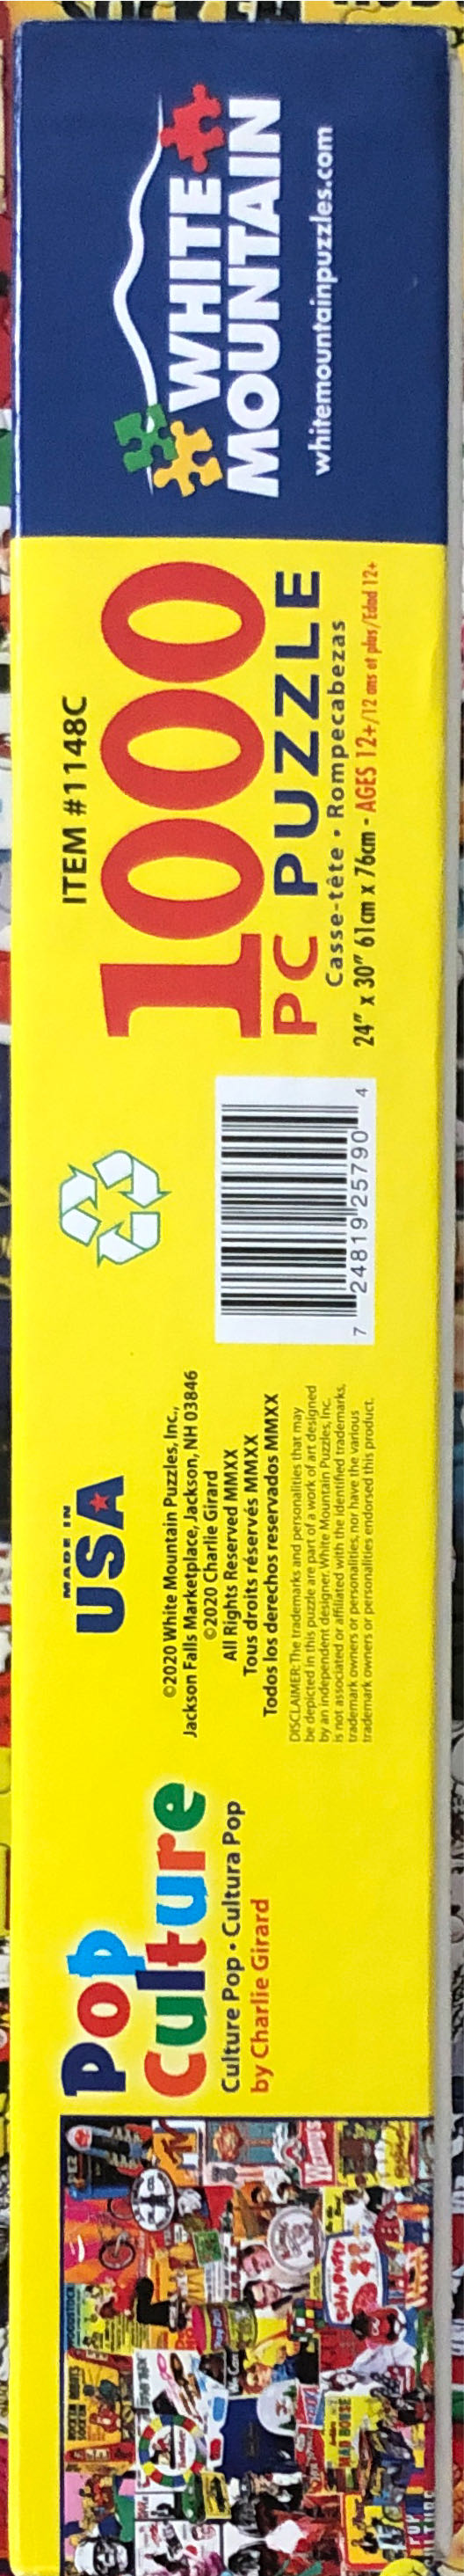 Pop
Culture
Culture Pop • Cultura Pop
by Charlie Girard
MADE IN
USA
©2020 White Mountain Puzzles, Inc.,
Jackson Falls Marketplace, Jackson, NH 03846
©2020 Charlie Girard
All Rights Reserved MMXX
Tous droits réservés MMXX
Todos los derechos reservados MMXX
DISCLAIMER: The trademarks and personalities that may
be depicted in this puzzle are part of a work of art designed
by an independent designer. White Mountain Puzzles, Inc.
is not associated or affiliated with the identified trademarks,
trademark owners or personalities, nor have the various
trademark owners or personalities endorsed this product.
7 24819 25790 4
ITEM #1148C
1000
PC PUZZLE
Casse-tête • Rompecabezas
24" x 30" 61cm x 76cm - AGES 12+/12 ans et plus/Edad 12+
WHITE
MOUNTAIN
whitemountainpuzzles.com
WOODSTOCK
MTV
Wendy's
MAD HOUSE